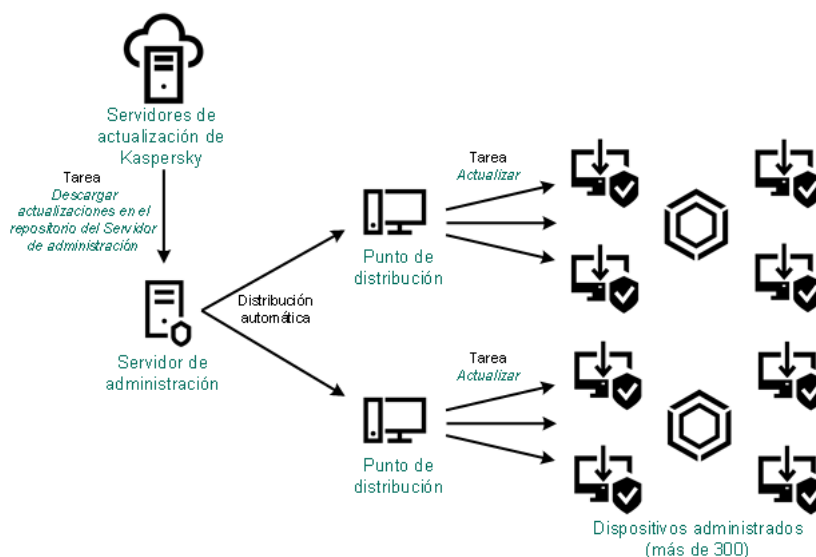 Servidores de
actualización de
Kaspersky
Tarea
Descargar
actualizaciones en el
repositorio del Servidor
de administración
Servidor de
administración
Distribución
automática
Punto de
distribución
Tarea
Actualizar
Punto de
distribución
Tarea
Actualizar
Dispositivos administrados
(más de 300)